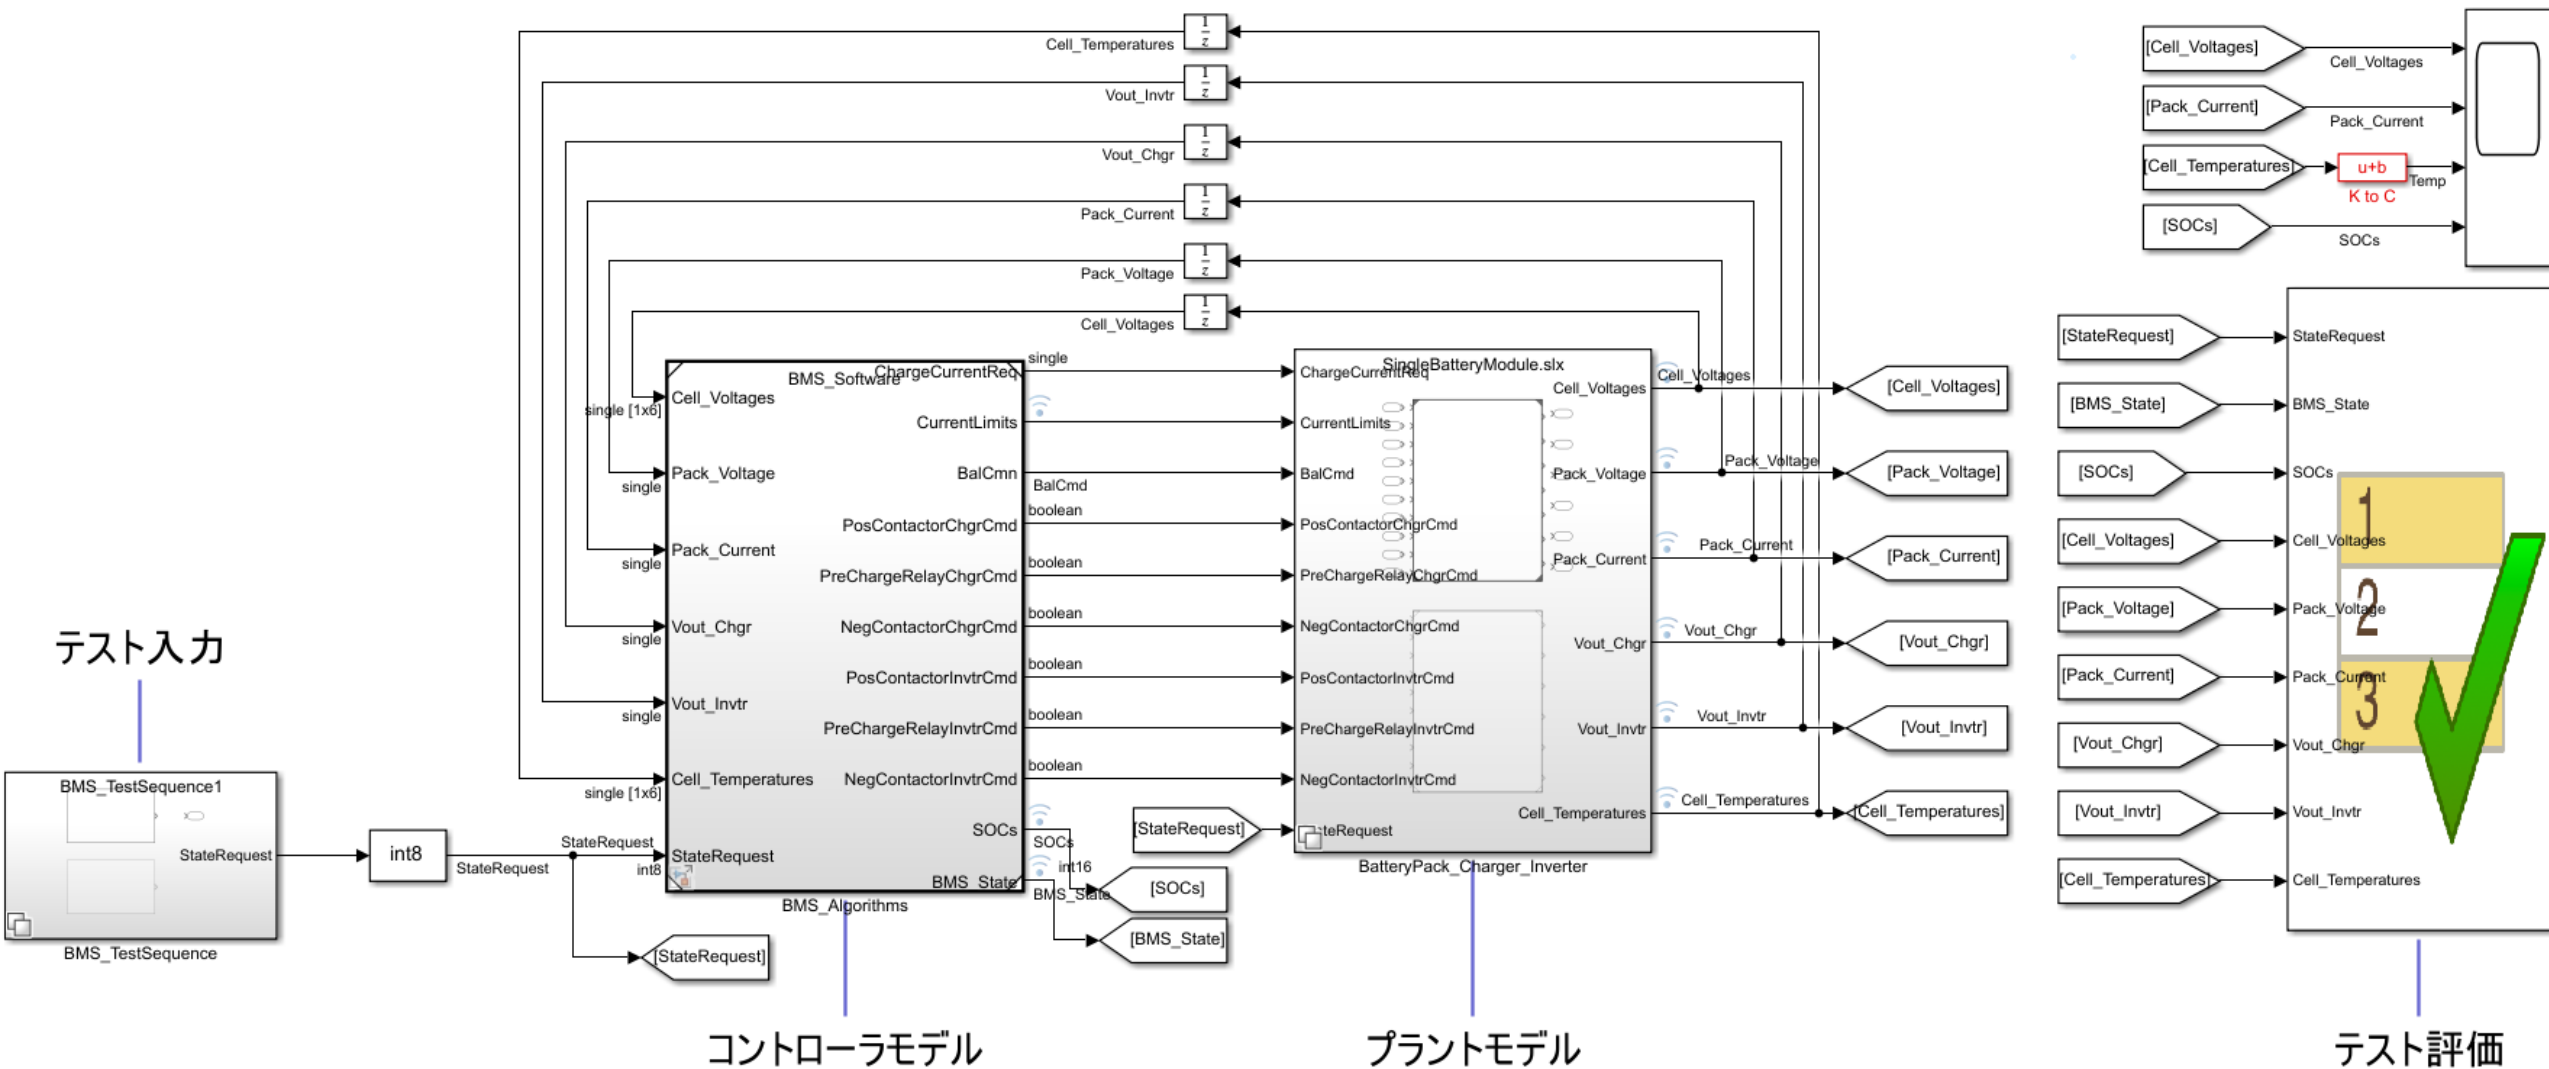 テスト入力
BMS_TestSequence1
StateRequest
BMS_TestSequence
int8
StateRequest
StateRequest
[StateRequest]
Cell_Temperatures
1
z
Vout_Invtr
1
z
Vout_Chgr
1
z
Pack_Current
1
z
Pack_Voltage
1
z
Cell_Voltages
1
z
BMS_Software
single [1x6]
Cell_Voltages
single
Pack_Voltage
single
Pack_Current
single
Vout_Chgr
single
Vout_Invtr
single [1x6]
Cell_Temperatures
int8
StateRequest
ChargeCurrentReq
CurrentLimits
BalCmn
PosContactorChgrCmd
PreChargeRelayChgrCmd
NegContactorChgrCmd
PosContactorInvtrCmd
PreChargeRelayInvtrCmd
NegContactorInvtrCmd
SOCs
BMS_State
BMS_Algorithms
コントローラモデル
single
BalCmd
boolean
boolean
boolean
boolean
boolean
boolean
SOCs
int16
BMS_State
[SOCs]
[BMS_State]
[StateRequest]
SingleBatteryModule.slx
ChargeCurrentReq
CurrentLimits
BalCmd
PosContactorChgrCmd
PreChargeRelayChgrCmd
NegContactorChgrCmd
PosContactorInvtrCmd
PreChargeRelayInvtrCmd
NegContactorInvtrCmd
teRequest
Cell_Voltages
Pack_Voltage
Pack_Current
Vout_Chgr
Vout_Invtr
Cell_Temperatures
BatteryPack_Charger_Inverter
プラントモデル
Cell_Voltages
Pack_Voltage
Pack_Current
Vout_Chgr
Vout_Invtr
Cell_Temperatures
[Cell_Voltages]
[Pack_Voltage]
[Pack_Current]
[Vout_Chgr]
[Vout_Invtr]
[Cell_Temperatures]
[Cell_Voltages]
Cell_Voltages
[Pack_Current]
Pack_Current
[Cell_Temperatures]
u+b
K to C
Temp
[SOCs]
SOCs
[StateRequest]
StateRequest
[BMS_State]
BMS_State
[SOCs]
SOCs
[Cell_Voltages]
Cell_Voltages
[Pack_Voltage]
Pack_Voltage
[Pack_Current]
Pack_Current
[Vout_Chgr]
Vout_Chgr
[Vout_Invtr]
Vout_Invtr
[Cell_Temperatures]
Cell_Temperatures
1
2
3
テスト評価